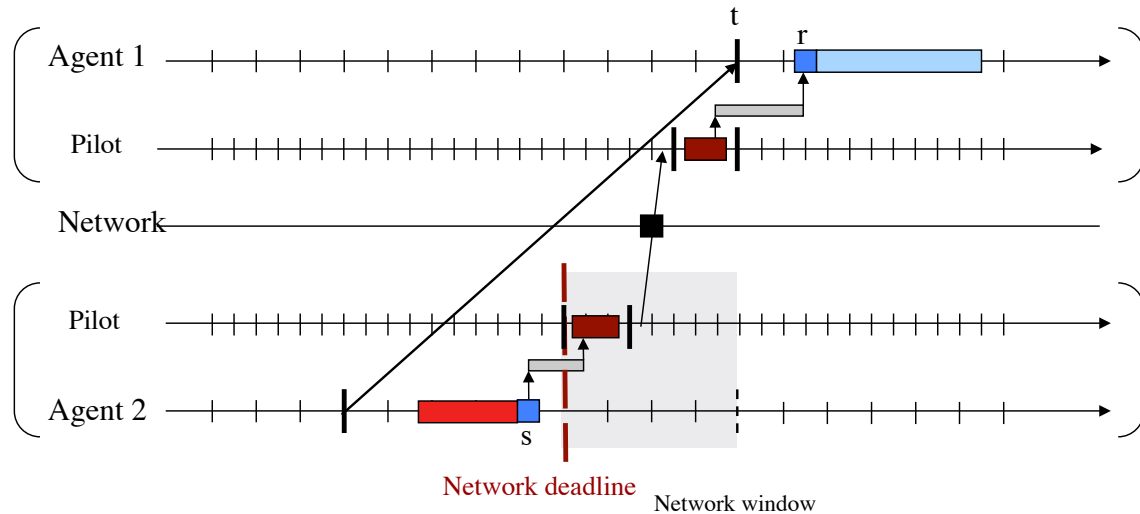 t
Agent 1
r
Pilot
Network
Pilot
Agent 2
s
Network deadline
Network window